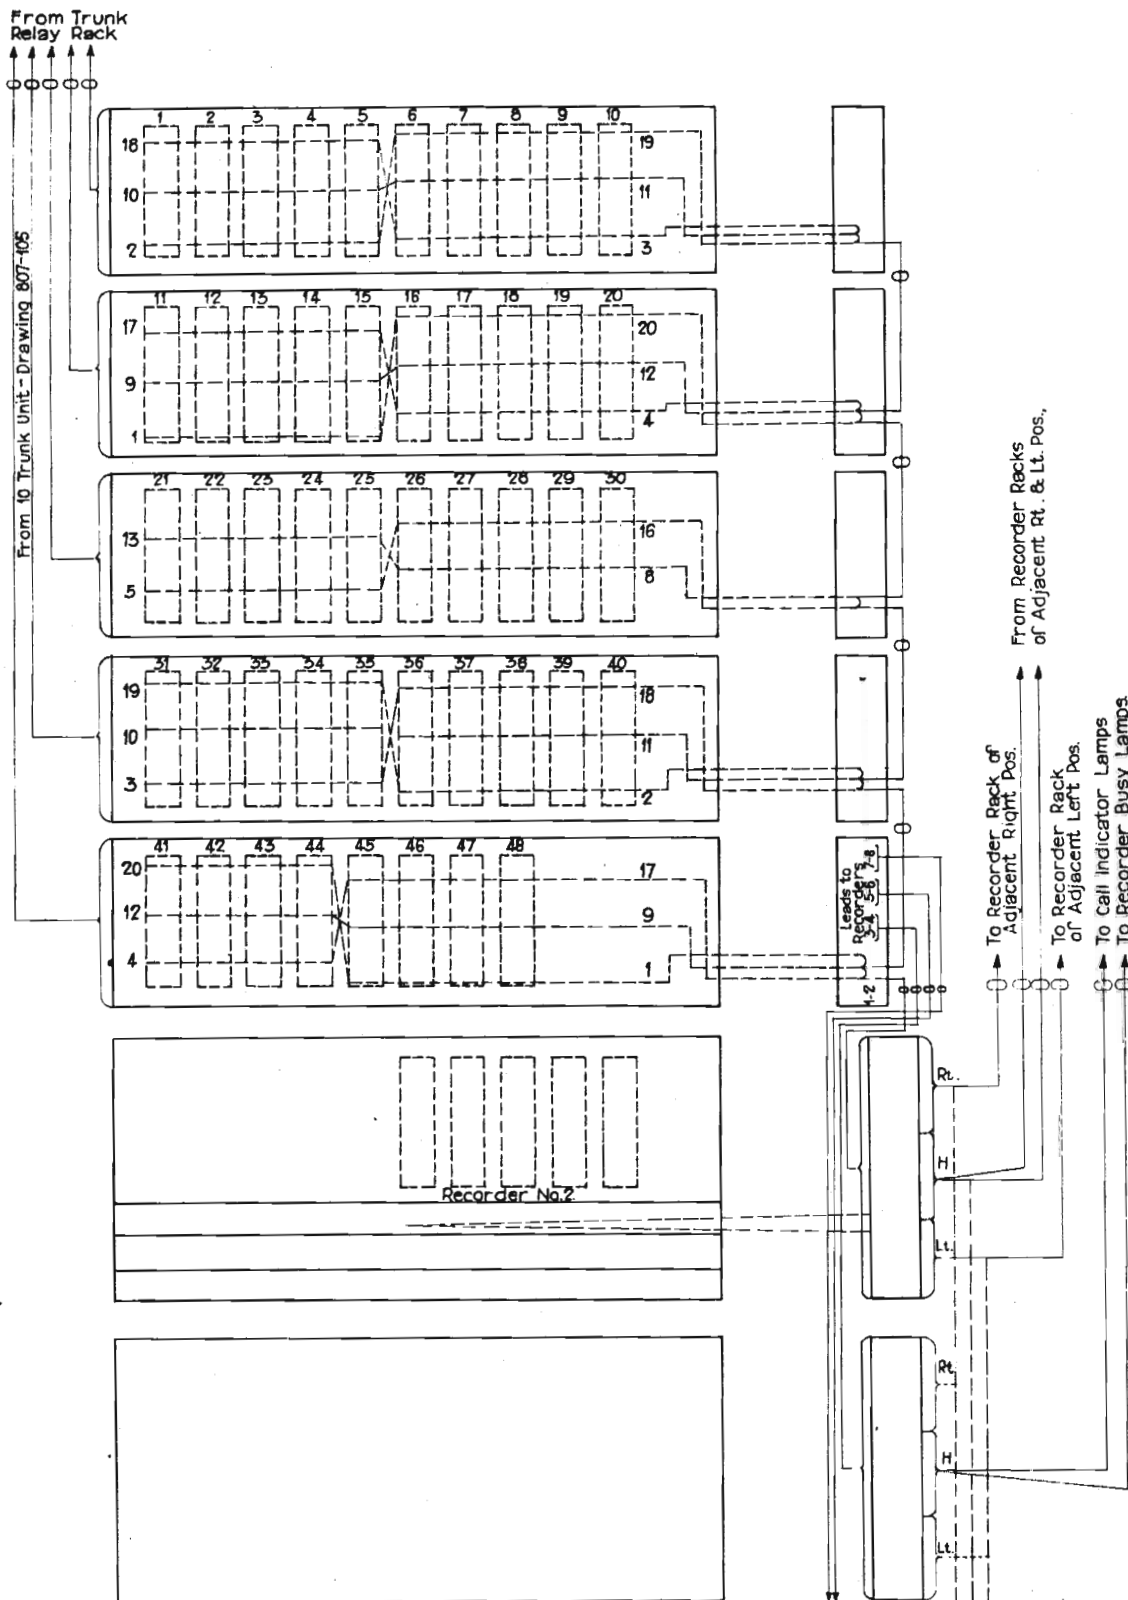 From Trunk
Relay Rack
From 10 Trunk Unit - Drawing 807-105
1 2 3 4 5 6 7 8 9 10
18 19
10 11
2 3
11 12 13 14 15 16 17 18 19 20
17 20
9 12
1 4
21 22 23 24 25 26 27 28 29 30
13 16
5 8
31 32 33 34 35 36 37 38 39 40
19 18
10 11
3 2
41 42 43 44 45 46 47 48
20 17
12 9
4 1
Leads to
Recorders
1-2 3-4 5-6 7-8
From Recorder Racks
of Adjacent Rt. & Lt. Pos.,
To Recorder Rack of
Adjacent Right Pos.
To Recorder Rack
of Adjacent Left Pos.
To Call Indicator Lamps
To Recorder Busy Lamps
Rt.
H
Lt.
Recorder No.2
Rt.
H
Lt.